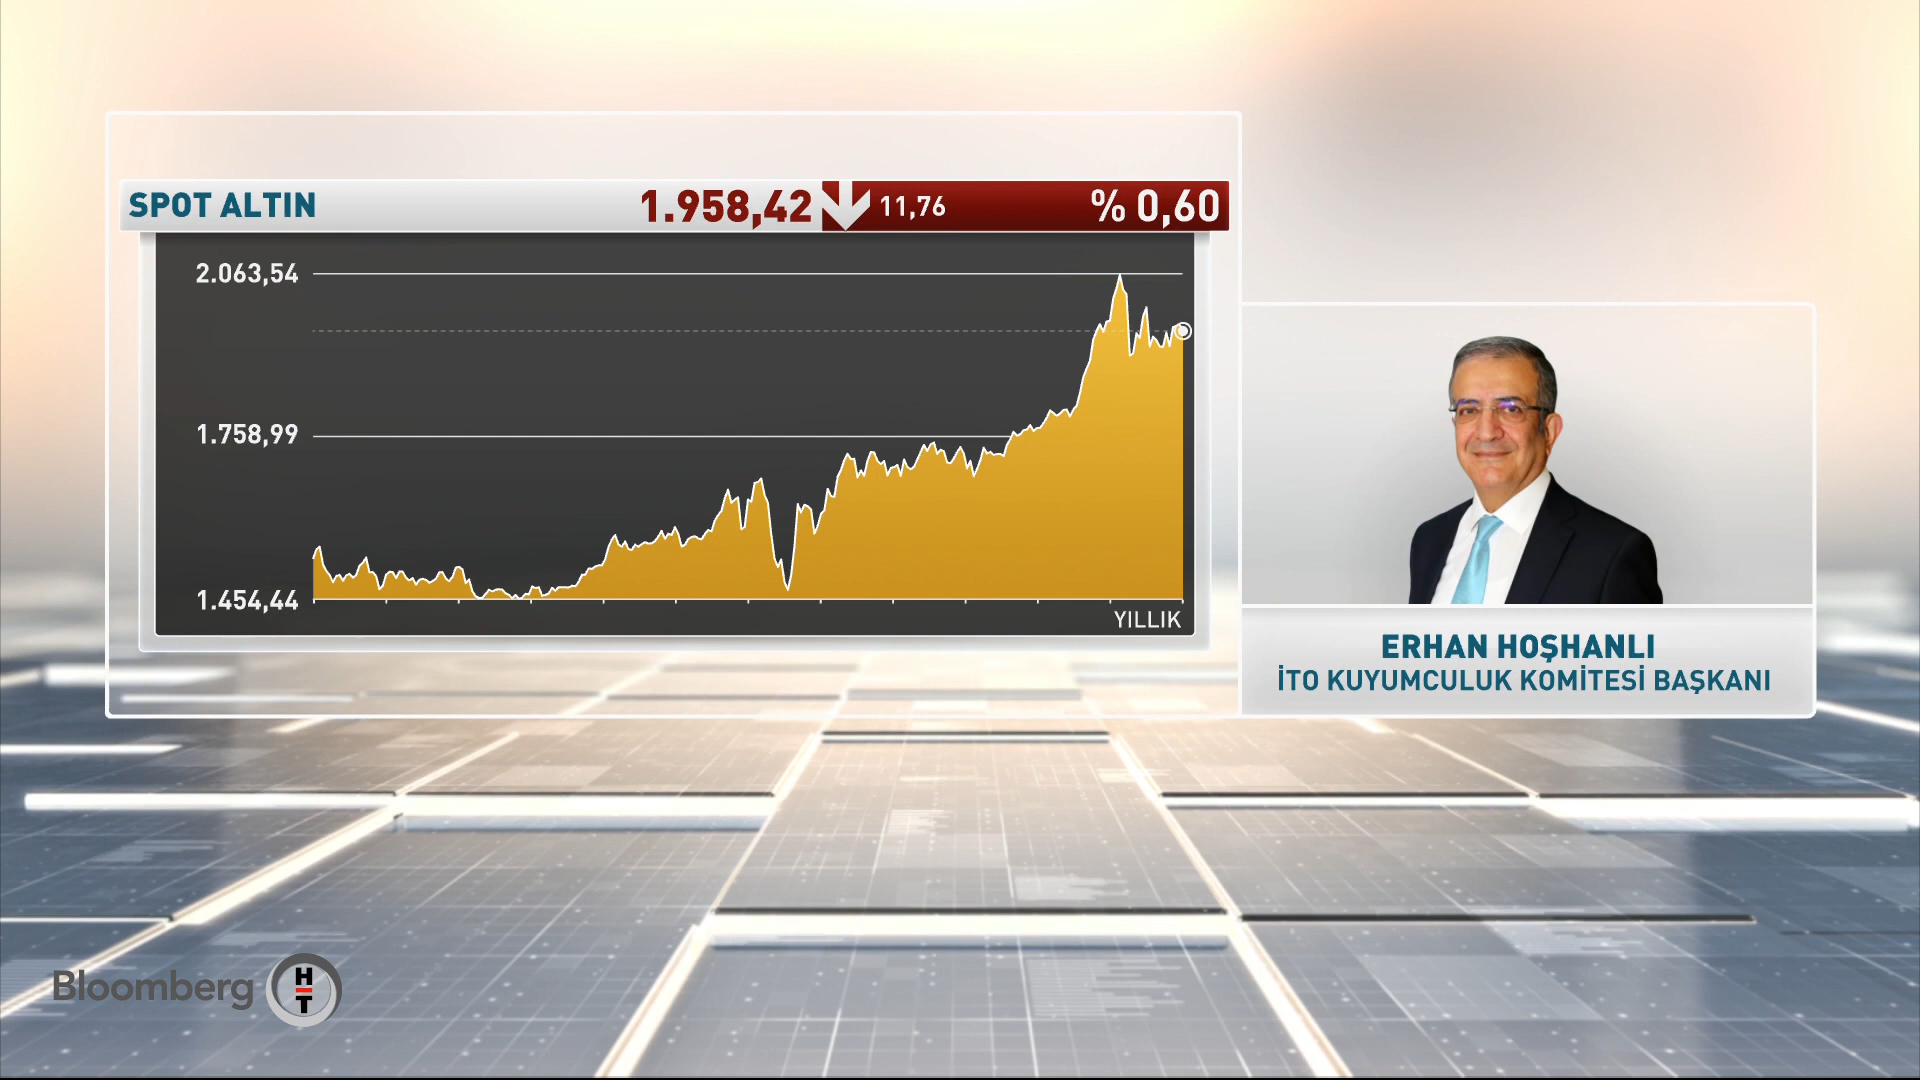 SPOT ALTIN 1.958,42 11,76 % 0,60
2.063,54
1.758,99
1.454,44
YILLIK
ERHAN HOŞHANLI
İTO KUYUMCULUK KOMİTESİ BAŞKANI
Bloomberg HT